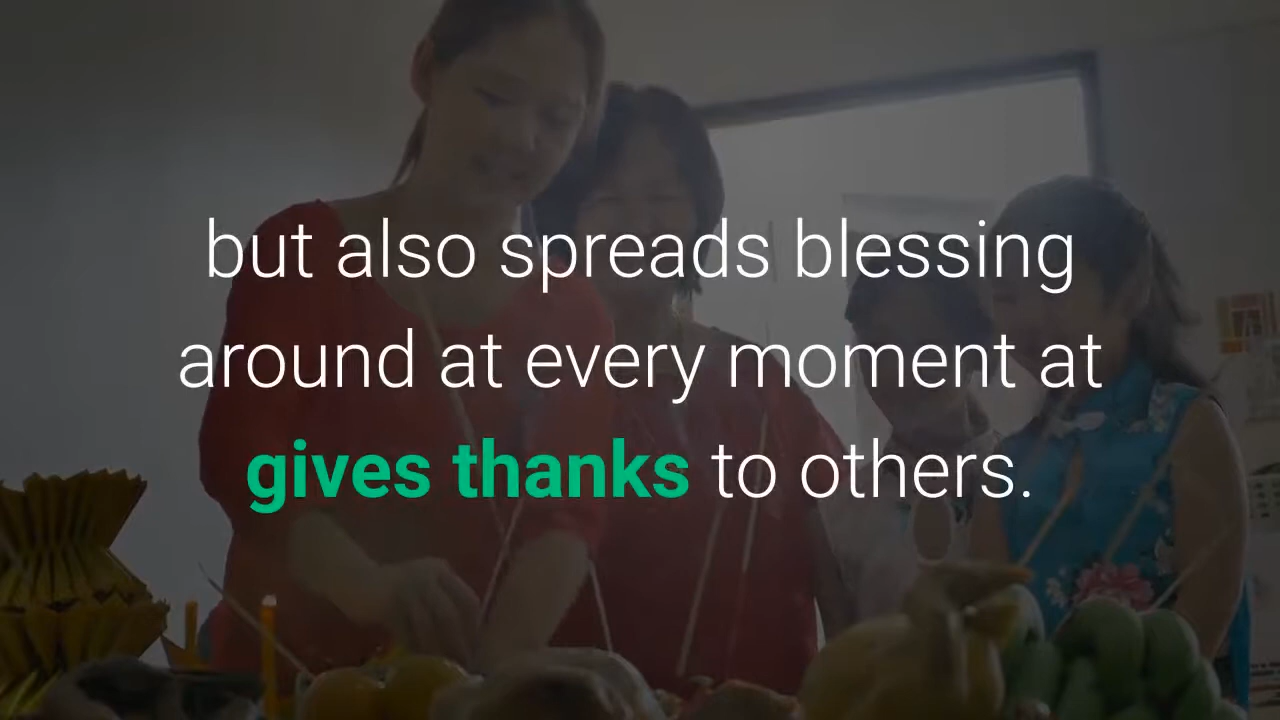 but also spreads blessing
around at every moment at
gives thanks to others.